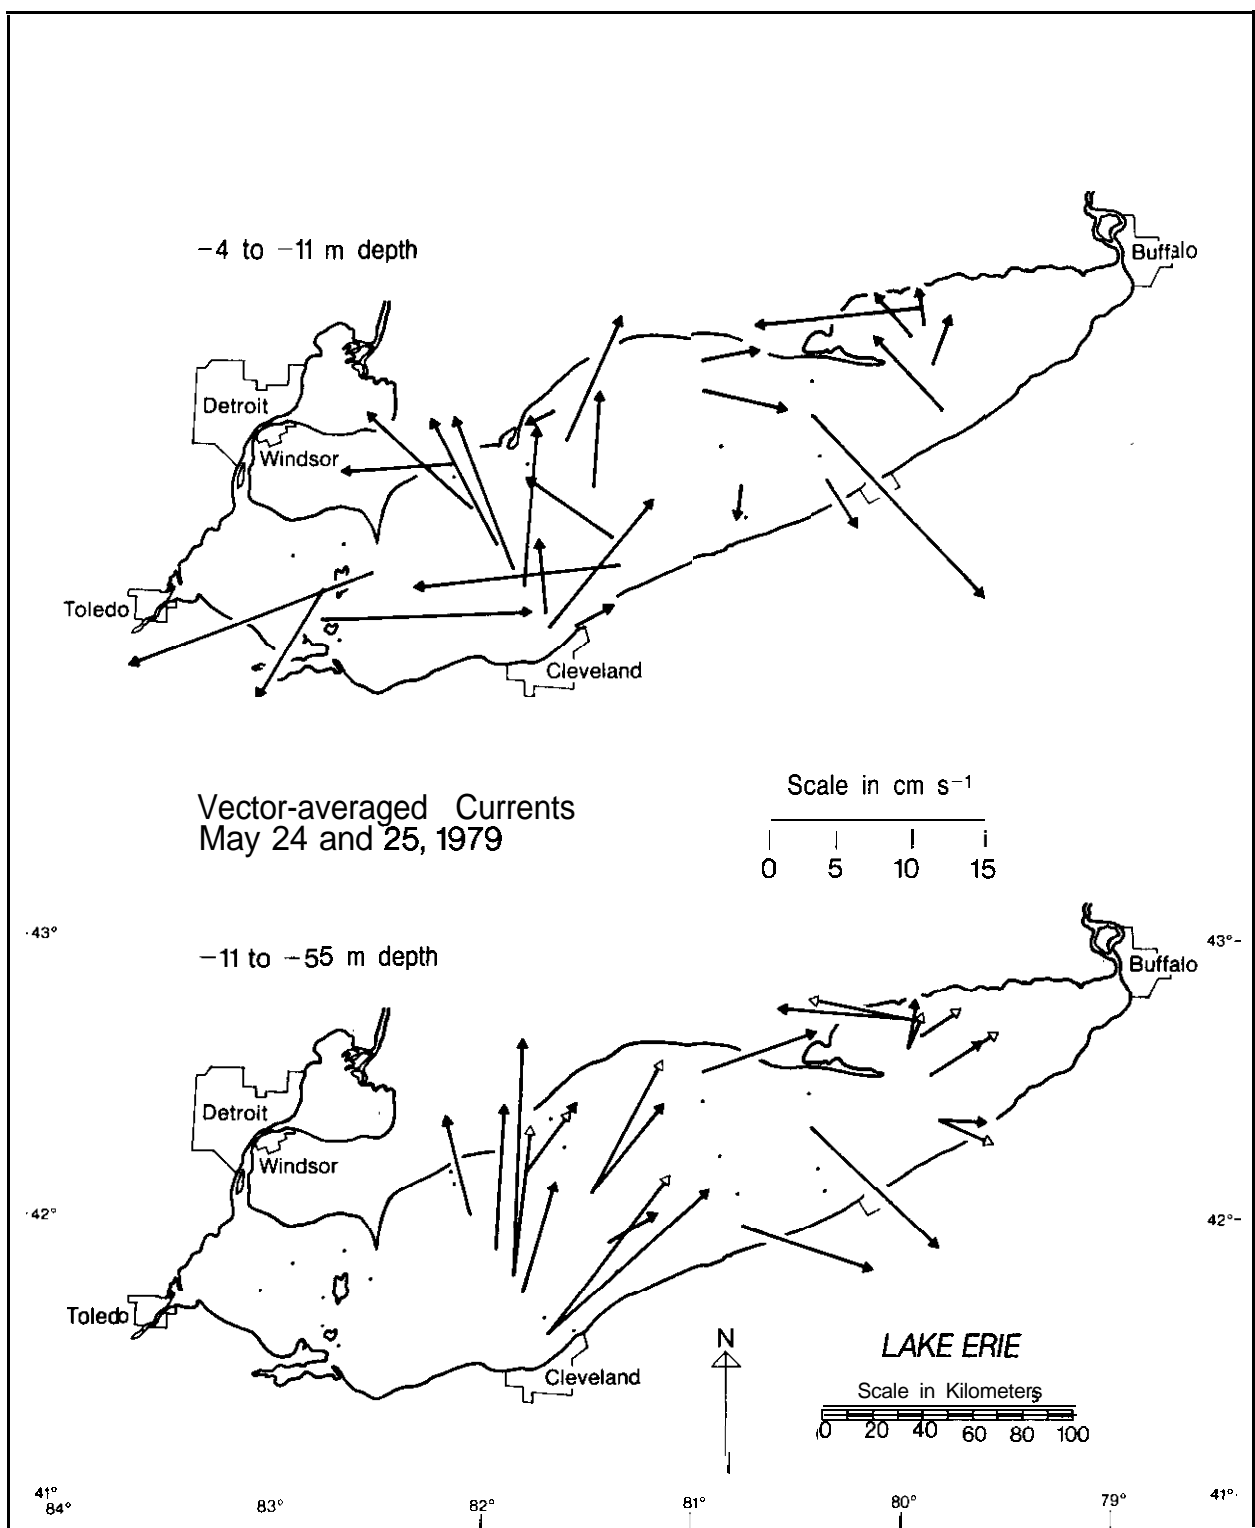 −4 to −11 m depth
Buffalo
Detroit
Windsor
Toledo
Cleveland
Vector-averaged Currents
May 24 and 25, 1979
Scale in cm s−1
0 5 10 15
43° 43°
−11 to −55 m depth
Buffalo
Detroit
Windsor
42° 42°
Toledo
Cleveland
N
LAKE ERIE
Scale in Kilometers
0 20 40 60 80 100
41° 41°
84° 83° 82° 81° 80° 79°